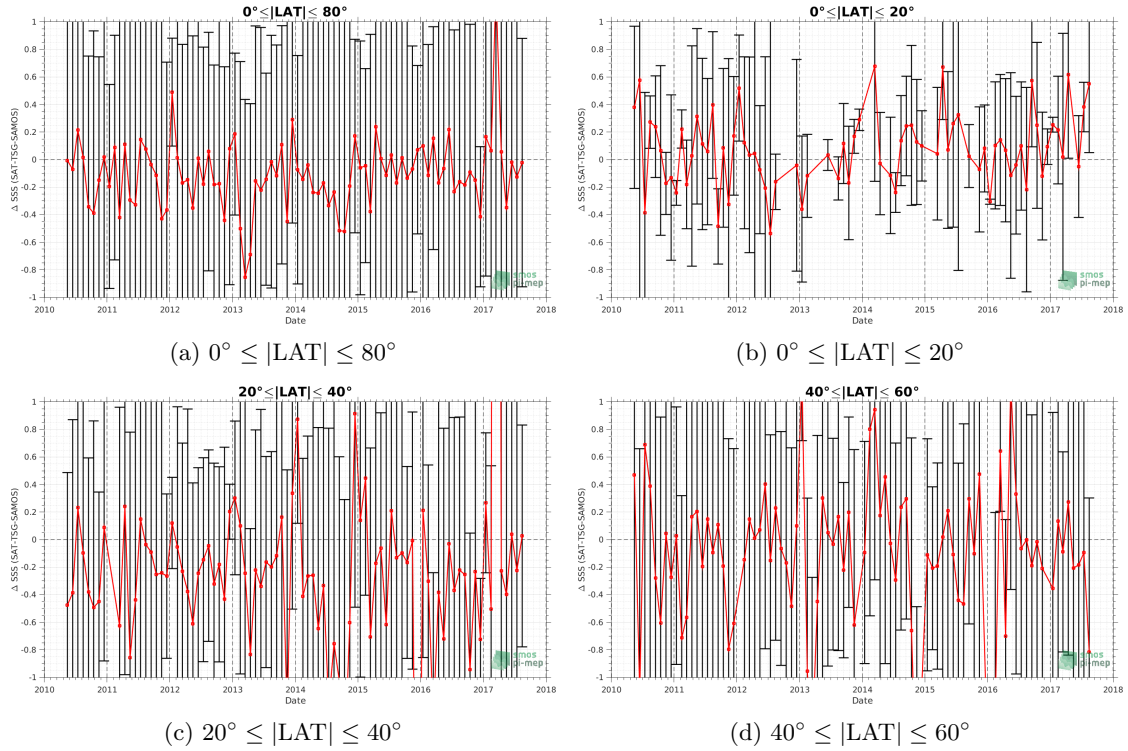 0°≤|LAT|≤ 80°
1
0.8
0.6
0.4
0.2
0
-0.2
-0.4
-0.6
-0.8
-1
Δ SSS (SAT-TSG-SAMOS)
2010 2011 2012 2013 2014 2015 2016 2017 2018
Date
smos
pi-mep
(a) 0° ≤ |LAT| ≤ 80°
0°≤|LAT|≤ 20°
1
0.8
0.6
0.4
0.2
0
-0.2
-0.4
-0.6
-0.8
-1
Δ SSS (SAT-TSG-SAMOS)
2010 2011 2012 2013 2014 2015 2016 2017 2018
Date
smos
pi-mep
(b) 0° ≤ |LAT| ≤ 20°
20°≤|LAT|≤ 40°
1
0.8
0.6
0.4
0.2
0
-0.2
-0.4
-0.6
-0.8
-1
Δ SSS (SAT-TSG-SAMOS)
2010 2011 2012 2013 2014 2015 2016 2017 2018
Date
smos
pi-mep
(c) 20° ≤ |LAT| ≤ 40°
40°≤|LAT|≤ 60°
1
0.8
0.6
0.4
0.2
0
-0.2
-0.4
-0.6
-0.8
-1
Δ SSS (SAT-TSG-SAMOS)
2010 2011 2012 2013 2014 2015 2016 2017 2018
Date
smos
pi-mep
(d) 40° ≤ |LAT| ≤ 60°